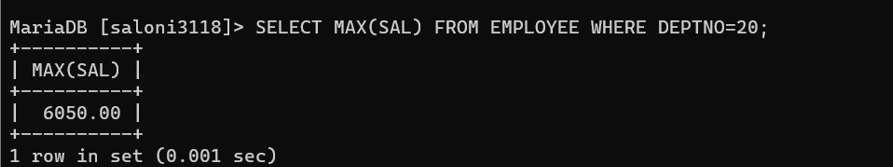 MariaDB [saloni3118]> SELECT MAX(SAL) FROM EMPLOYEE WHERE DEPTNO=20;
+----------+
| MAX(SAL) |
+----------+
|  6050.00 |
+----------+
1 row in set (0.001 sec)